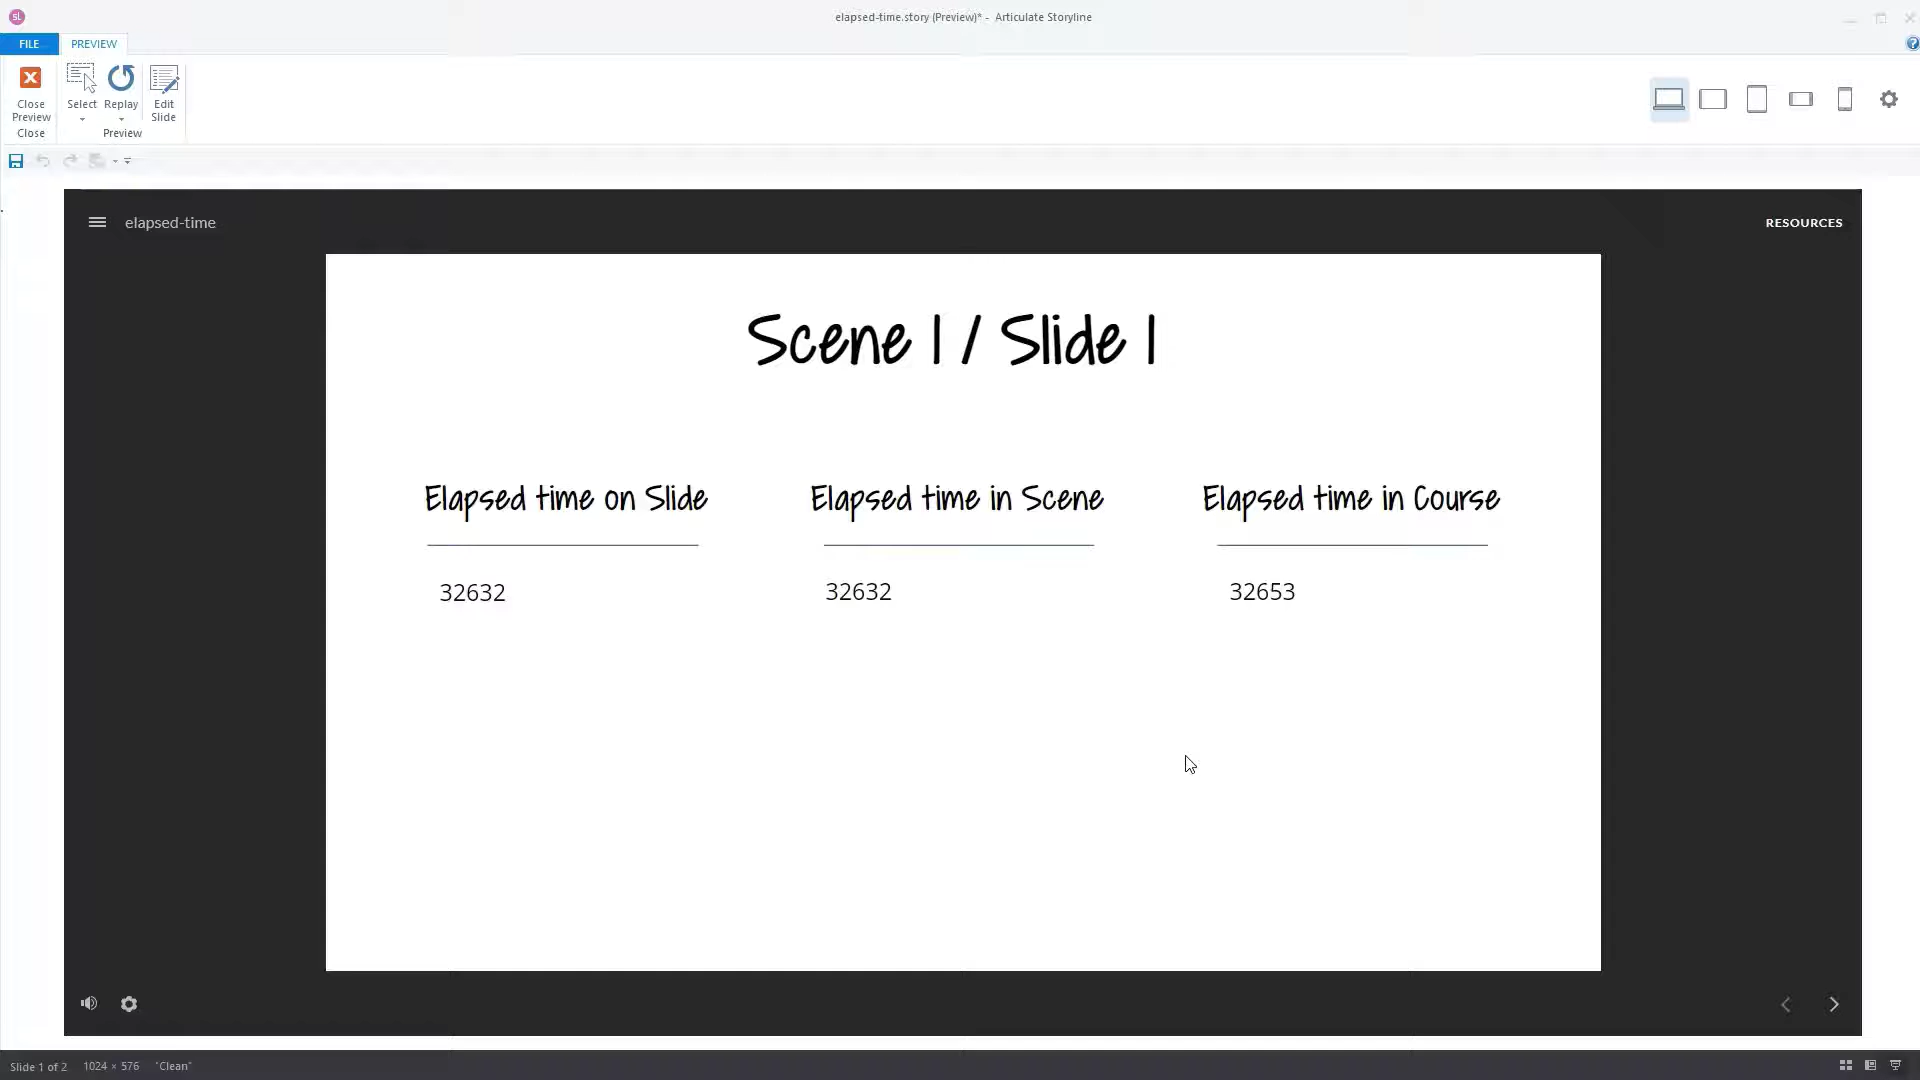 elapsed-time.story (Preview)* - Articulate Storyline
FILE PREVIEW
Close Preview
Select
Replay
Edit Slide
Close
Preview
elapsed-time
RESOURCES
Scene 1 / Slide 1
Elapsed time on Slide
Elapsed time in Scene
Elapsed time in Course
32632
32632
32653
Slide 1 of 2 1024 × 576 "Clean"